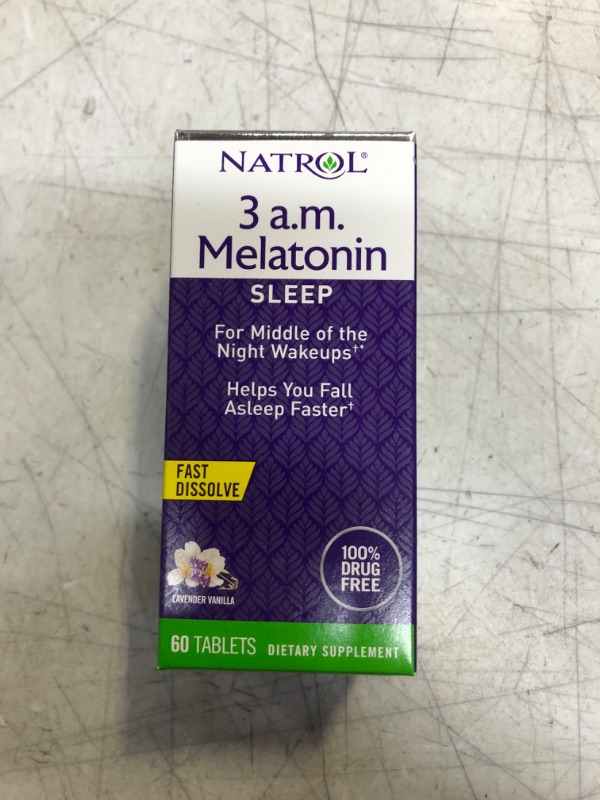 NATROL®
3 a.m.
Melatonin
SLEEP
For Middle of the
Night Wakeups†*
Helps You Fall
Asleep Faster†
FAST
DISSOLVE
LAVENDER VANILLA
100%
DRUG
FREE
60 TABLETS DIETARY SUPPLEMENT